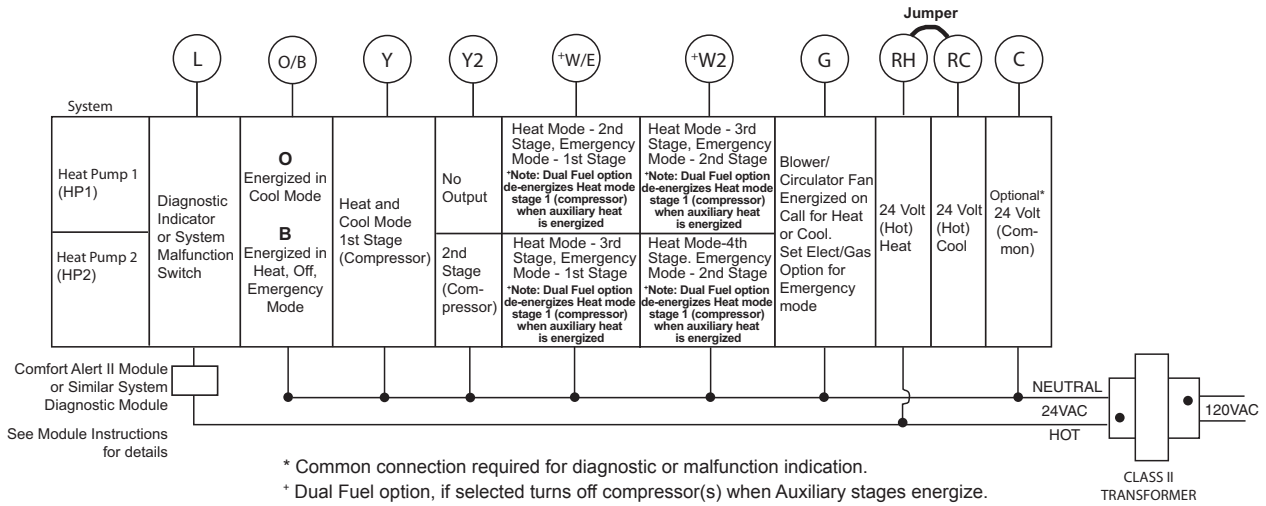 Jumper
L
O/B
Y
Y2
⁺W/E
⁺W2
G
RH
RC
C
System
Heat Pump 1
(HP1)
Heat Pump 2
(HP2)
Diagnostic
Indicator
or System
Malfunction
Switch
O
Energized in
Cool Mode
B
Energized in
Heat, Off,
Emergency
Mode
Heat and
Cool Mode
1st Stage
(Compressor)
No
Output
2nd
Stage
(Com-
pressor)
Heat Mode - 2nd
Stage, Emergency
Mode - 1st Stage
⁺Note: Dual Fuel option
de-energizes Heat mode
stage 1 (compressor)
when auxiliary heat
is energized
Heat Mode - 3rd
Stage, Emergency
Mode - 1st Stage
⁺Note: Dual Fuel option
de-energizes Heat mode
stage 1 (compressor)
when auxiliary heat
is energized
Heat Mode - 3rd
Stage, Emergency
Mode - 2nd Stage
⁺Note: Dual Fuel option
de-energizes Heat mode
stage 1 (compressor)
when auxiliary heat
is energized
Heat Mode-4th
Stage. Emergency
Mode - 2nd Stage
⁺Note: Dual Fuel option
de-energizes Heat mode
stage 1 (compressor)
when auxiliary heat
is energized
Blower/
Circulator Fan
Energized on
Call for Heat
or Cool.
Set Elect/Gas
Option for
Emergency
mode
24 Volt
(Hot)
Heat
24 Volt
(Hot)
Cool
Optional*
24 Volt
(Com-
mon)
Comfort Alert II Module
or Similar System
Diagnostic Module
See Module Instructions
for details
NEUTRAL
24VAC
HOT
120VAC
CLASS II
TRANSFORMER
* Common connection required for diagnostic or malfunction indication.
⁺ Dual Fuel option, if selected turns off compressor(s) when Auxiliary stages energize.